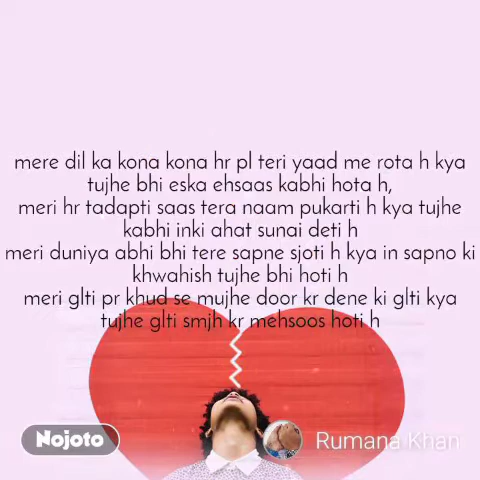 mere dil ka kona kona hr pl teri yaad me rota h kya
tujhe bhi eska ehsaas kabhi hota h,
meri hr tadapti saas tera naam pukarti h kya tujhe
kabhi inki ahat sunai deti h
meri duniya abhi bhi tere sapne sjoti h kya in sapno ki
khwahish tujhe bhi hoti h
meri glti pr khud se mujhe door kr dene ki glti kya
tujhe glti smjh kr mehsoos hoti h
Nojoto
Rumana Khan